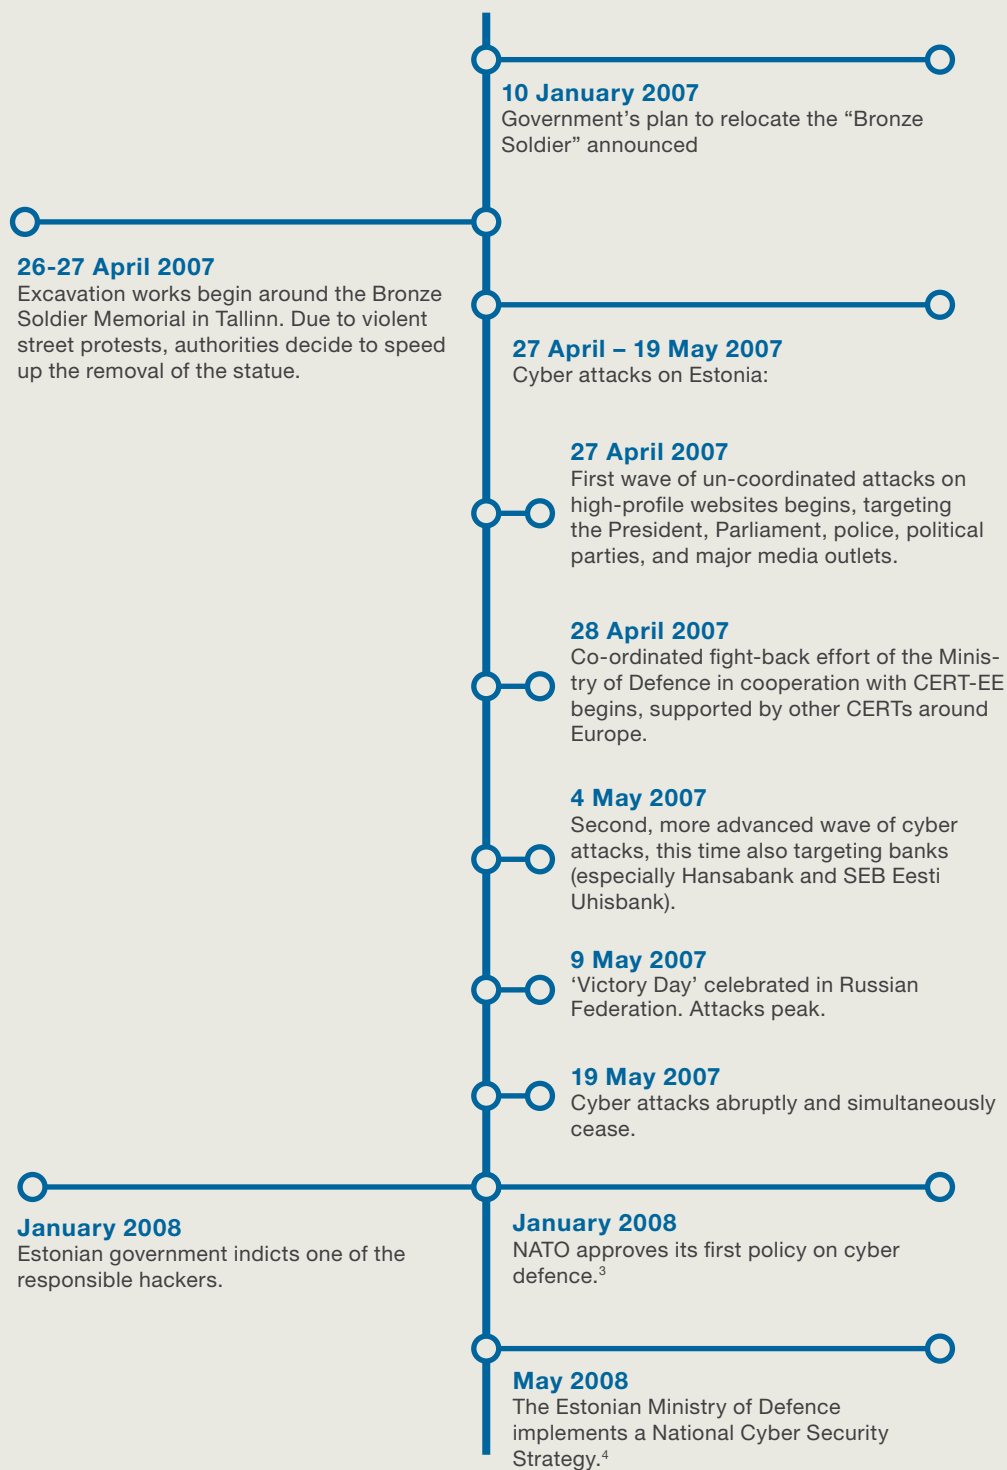 10 January 2007
Government’s plan to relocate the “Bronze
Soldier” announced
26-27 April 2007
Excavation works begin around the Bronze
Soldier Memorial in Tallinn. Due to violent
street protests, authorities decide to speed
up the removal of the statue.
27 April – 19 May 2007
Cyber attacks on Estonia:
27 April 2007
First wave of un-coordinated attacks on
high-profile websites begins, targeting
the President, Parliament, police, political
parties, and major media outlets.
28 April 2007
Co-ordinated fight-back effort of the Minis-
try of Defence in cooperation with CERT-EE
begins, supported by other CERTs around
Europe.
4 May 2007
Second, more advanced wave of cyber
attacks, this time also targeting banks
(especially Hansabank and SEB Eesti
Uhisbank).
9 May 2007
‘Victory Day’ celebrated in Russian
Federation. Attacks peak.
19 May 2007
Cyber attacks abruptly and simultaneously
cease.
January 2008
Estonian government indicts one of the
responsible hackers.
January 2008
NATO approves its first policy on cyber
defence.³
May 2008
The Estonian Ministry of Defence
implements a National Cyber Security
Strategy.⁴